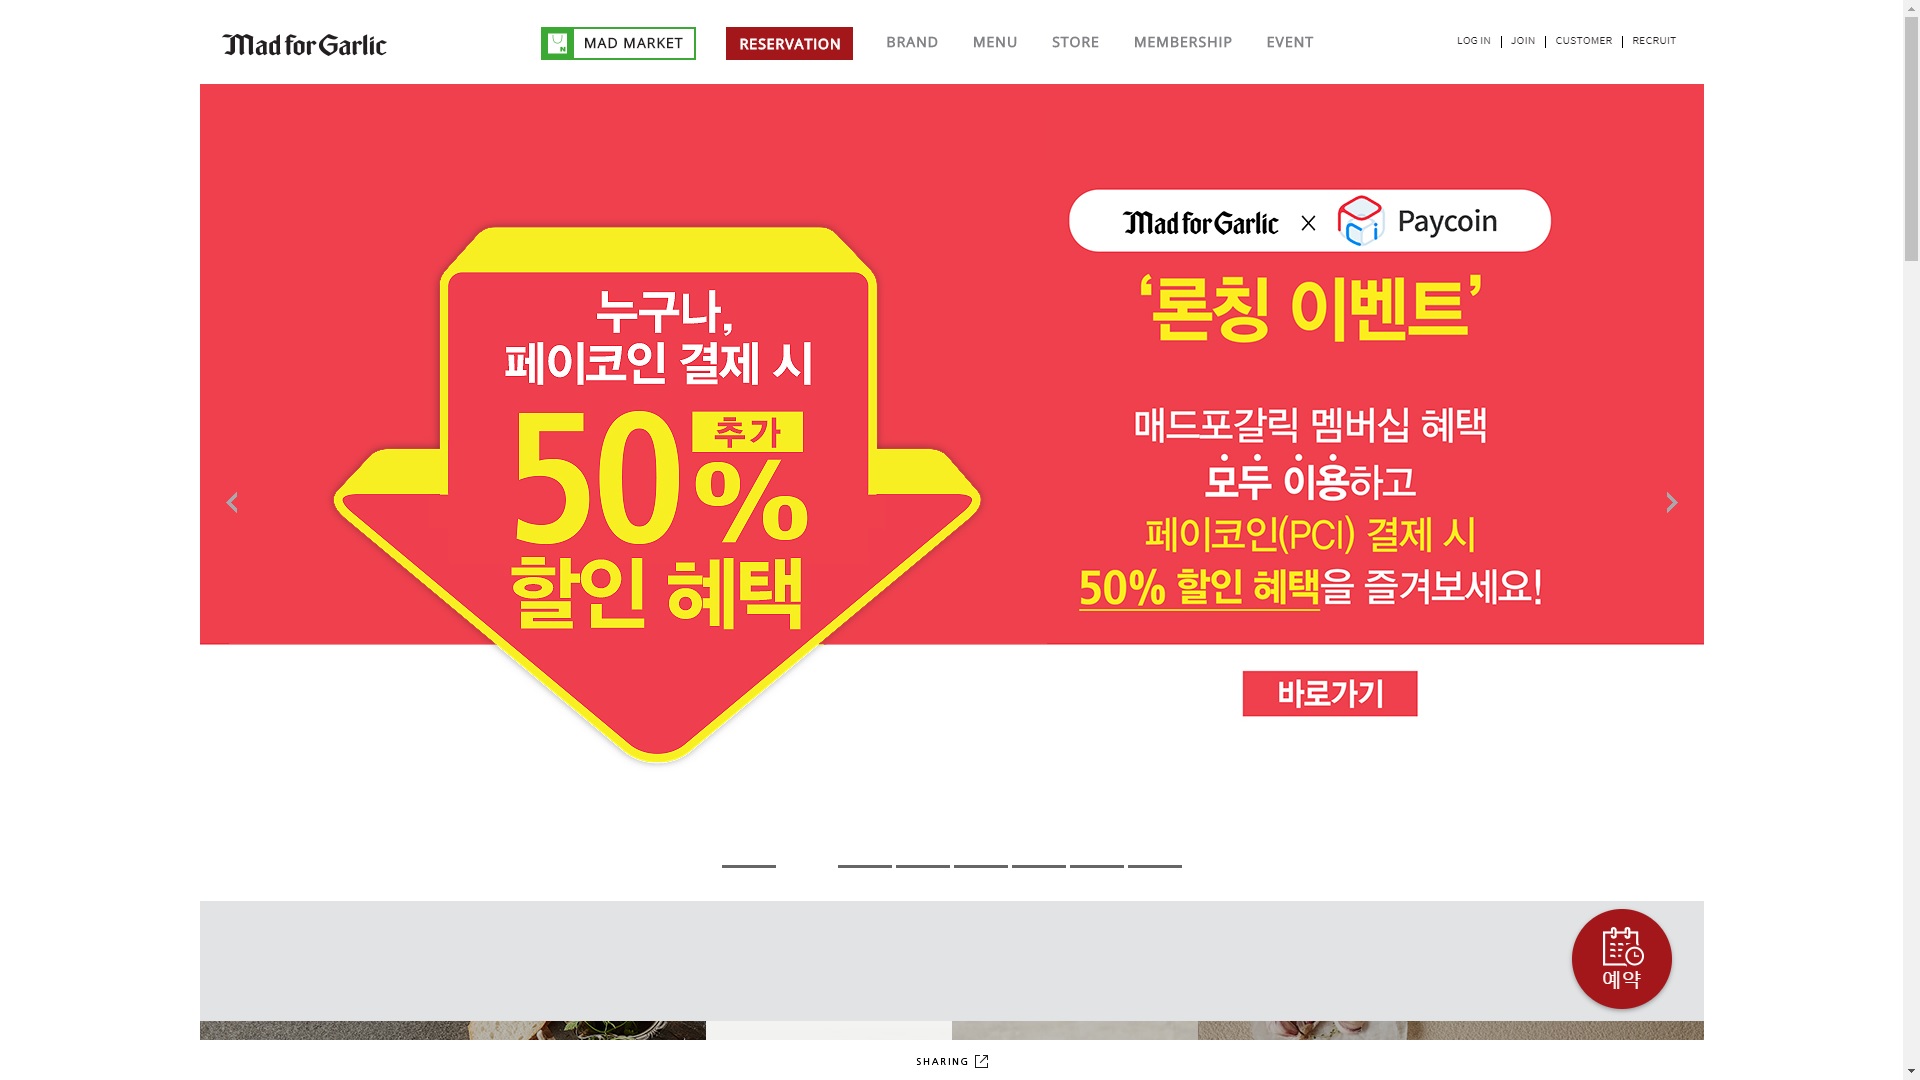 Mad for Garlic
MAD MARKET
RESERVATION
BRAND
MENU
STORE
MEMBERSHIP
EVENT
LOG IN
JOIN
CUSTOMER
RECRUIT
누구나,
페이코인 결제 시
50% 추가
할인 혜택
Mad for Garlic x Paycoin
‘론칭 이벤트’
매드포갈릭 멤버십 혜택
모두 이용하고
페이코인(PCI) 결제 시
50% 할인 혜택을 즐겨보세요!
바로가기
예약
SHARING